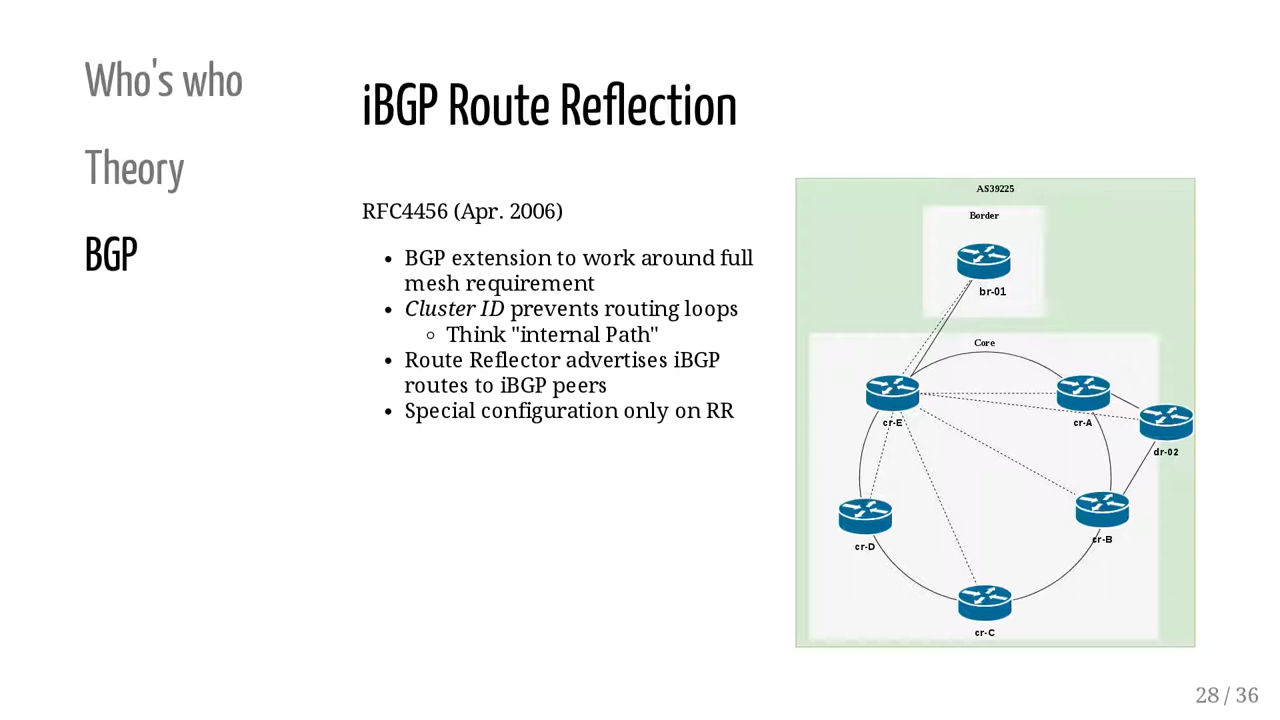 Who's who
Theory
BGP
iBGP Route Reflection
RFC4456 (Apr. 2006)
BGP extension to work around full
mesh requirement
Cluster ID prevents routing loops
Think "internal Path"
Route Reflector advertises iBGP
routes to iBGP peers
Special configuration only on RR
AS39225
Border
br-01
Core
cr-E
cr-A
dr-02
cr-D
cr-B
cr-C
28 / 36